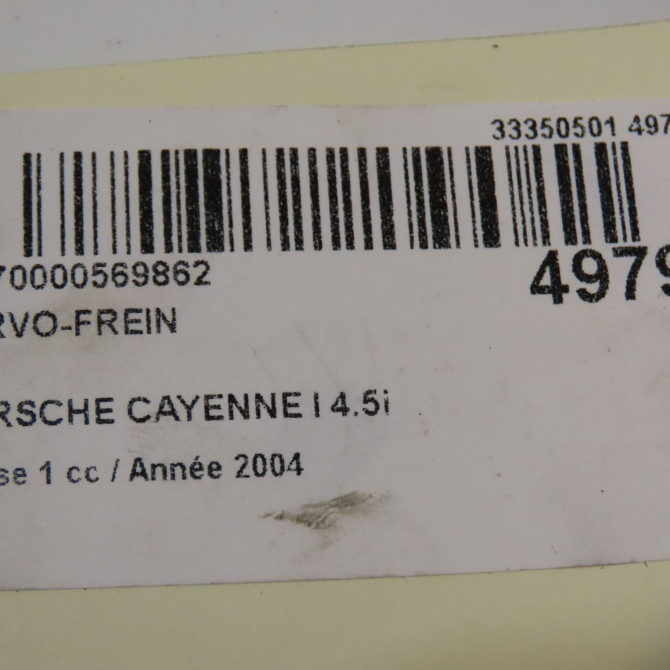 33350501 497
70000569862
4979
RVO-FREIN
RSCHE CAYENNE I 4.5i
se 1 cc / Année 2004